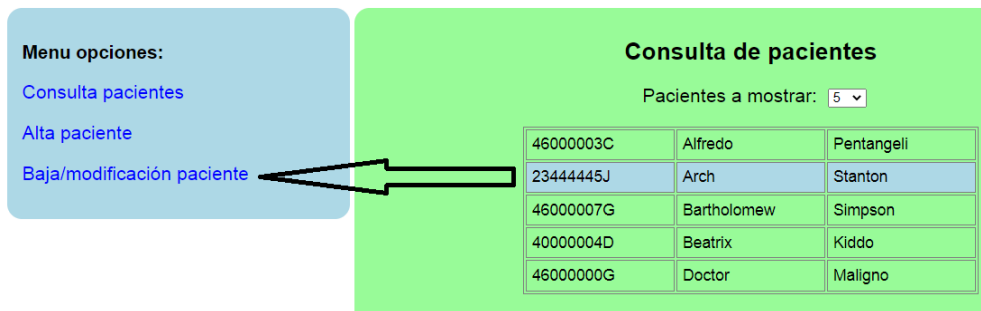 Menu opciones:
Consulta pacientes
Alta paciente
Baja/modificación paciente
Consulta de pacientes
Pacientes a mostrar: 5
46000003C Alfredo Pentangeli
23444445J Arch Stanton
46000007G Bartholomew Simpson
40000004D Beatrix Kiddo
46000000G Doctor Maligno